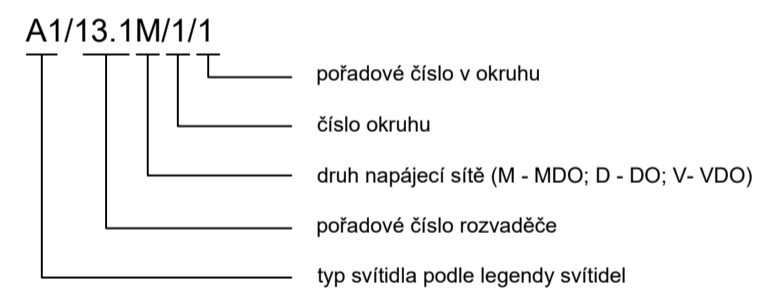 A1/13.1M/1/1
pořadové číslo v okruhu
číslo okruhu
druh napájecí sítě (M - MDO; D - DO; V- VDO)
pořadové číslo rozvaděče
typ svítidla podle legendy svítidel